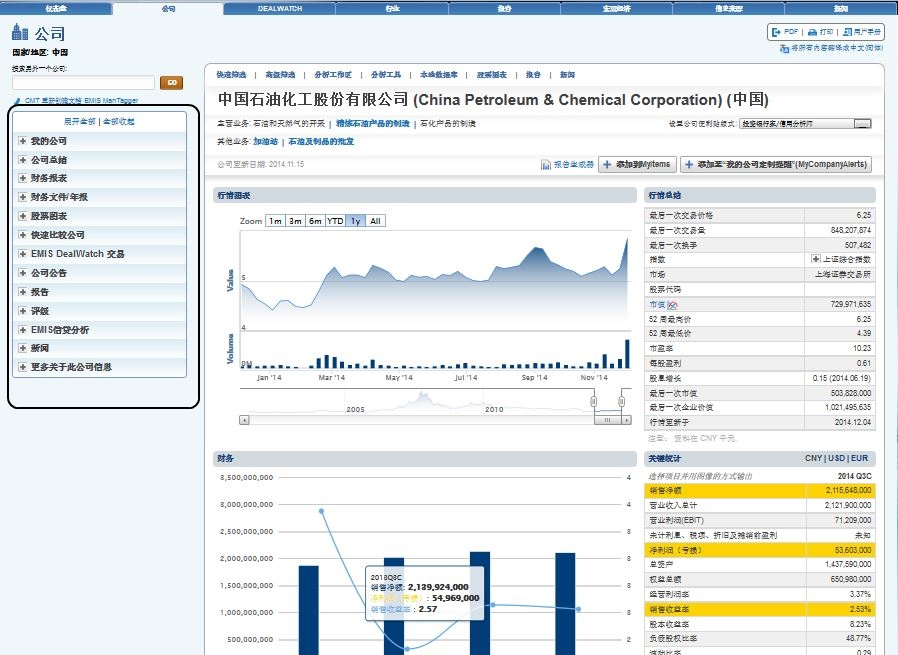 仪表盘 公司 DEALWATCH 行业 报告 宏观经济 信息来源 新闻
公司
国家/地区: 中国
搜索另外一个公司:
GO
CMT 重新创建文档 EMIS ManTagger
PDF | 打印 | 用户手册
将所有内容翻译成中文(简体)
展开全部 | 全部收起
我的公司
公司总结
财务报表
财务文件/年报
股票图表
快速比较公司
EMIS DealWatch 交易
公司公告
报告
评级
EMIS信贷分析
新闻
更多关于此公司信息
快速筛选 | 高级筛选 | 分析工作区 | 分析工具 | 本体数据库 | 股票图表 | 报告 | 新闻
中国石油化工股份有限公司 (China Petroleum & Chemical Corporation) (中国)
主营业务: 石油和天然气的开采 | 精炼石油产品的制造 | 石化产品的制造
设置公司便利贴版式: 投资银行家/信用分析师
其他业务: 加油站 | 石油及制品的批发
公司更新日期: 2014.11.15
报告生成器 添加到MyItems 添加至“我的公司定制提醒”(MyCompanyAlerts)
行情图表
Zoom 1m 3m 6m YTD 1y All
Value
5
4
Volume
0M
Jan '14 Mar '14 May '14 Jul '14 Sep '14 Nov '14
2005 2010
行情总结
最后一次交易价格 6.25
最后一次交易量 848,207,874
最后一次换手 507,482
指数 上证综合指数
市场 上海证券交易所
股票代码
市值 729,971,635
52 周最高价 6.25
52 周最低价 4.39
市盈率 10.23
每股盈利 0.61
股息增长 0.15 (2014.06.19)
最后一次市值 503,828,000
最后一次企业价值 1,021,495,635
行情更新于 2014.12.04
注意: 资料在 CNY 千元.
财务
3,500,000,000 4
2,500,000,000
2,000,000,000
1,500,000,000
1,000,000,000
500,000,000 2
销售净额: 2,139,924,000
净利润（亏损）: 54,969,000
销售收益率 : 2.57
关键统计 CNY | USD | EUR
选择项目并用图像的方式输出 2014 Q3C
销售净额 2,115,648,000
营业收入总计 2,121,900,000
营业利润(EBIT) 71,209,000
未计利息、税项、折旧及摊销前盈利 未知
净利润（亏损） 53,603,000
总资产 1,437,590,000
权益总额 650,980,000
经营利润率 3.37%
销售收益率 2.53%
股本收益率 8.23%
负债股权比率 48.77%
0.29